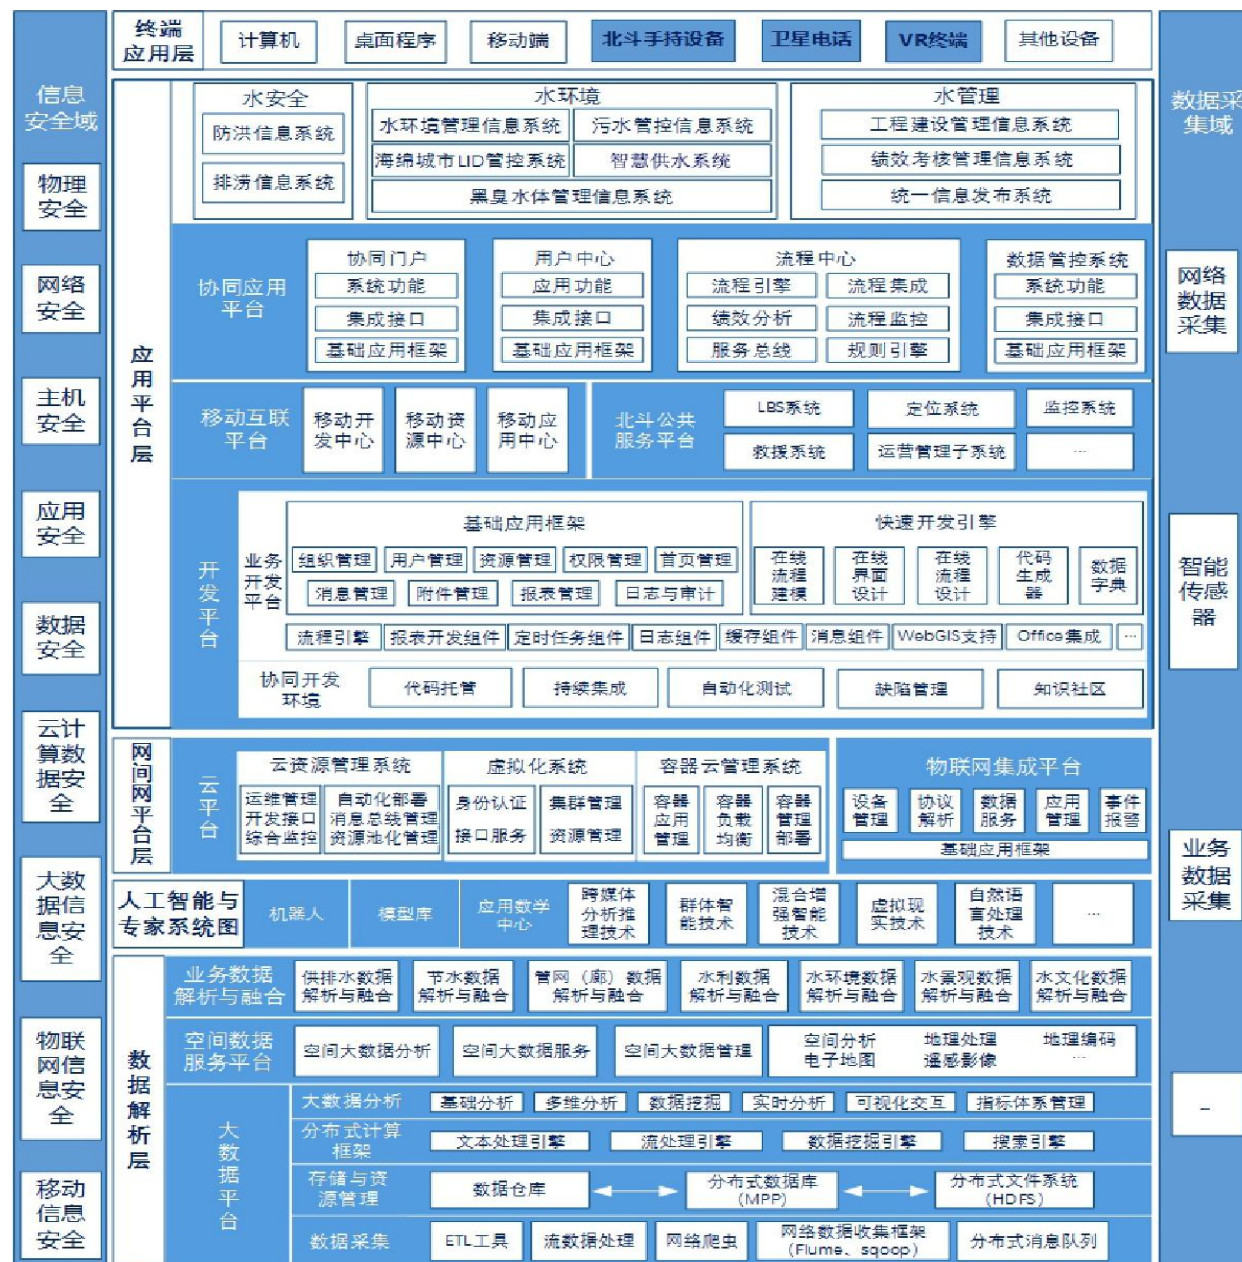 信息
安全域
物理
安全
网络
安全
主机
安全
应用
安全
数据
安全
云计
算数
据安
全
大数
据信
息安
全
物联
网信
息安
全
移动
信息
安全
终端
应用层
计算机
桌面程序
移动端
北斗手持设备
卫星电话
VR终端
其他设备
应用平台层
水安全
防洪信息系统
排涝信息系统
水环境
水环境管理信息系统
污水管控信息系统
海绵城市LID管控系统
智慧供水系统
黑臭水体管理信息系统
水管理
工程建设管理信息系统
绩效考核管理信息系统
统一信息发布系统
协同应用
平台
协同门户
系统功能
集成接口
基础应用框架
用户中心
应用功能
集成接口
基础应用框架
流程中心
流程引擎
流程集成
绩效分析
流程监控
服务总线
规则引擎
数据管控系统
系统功能
集成接口
基础应用框架
移动互联
平台
移动开
发中心
移动资
源中心
移动应
用中心
北斗公共
服务平台
LBS系统
定位系统
监控系统
救援系统
运营管理子系统
...
开发平台
业务
开发
平台
基础应用框架
组织管理
用户管理
资源管理
权限管理
首页管理
消息管理
附件管理
报表管理
日志与审计
快速开发引擎
在线
流程
建模
在线
界面
设计
在线
流程
设计
代码
生成
器
数据
字典
流程引擎
报表开发组件
定时任务组件
日志组件
缓存组件
消息组件
WebGIS支持
Office集成
...
协同开发
环境
代码托管
持续集成
自动化测试
缺陷管理
知识社区
网间网平台层
云平台
云资源管理系统
运维管理
开发接口
综合监控
自动化部署
消息总线管理
资源池化管理
虚拟化系统
身份认证
集群管理
接口服务
资源管理
容器云管理系统
容器
应用
管理
容器
负载
均衡
容器
管理
部署
物联网集成平台
设备
管理
协议
解析
数据
服务
应用
管理
事件
报警
基础应用框架
人工智能与
专家系统图
机器人
模型库
应用数学
中心
跨媒体
分析推
理技术
群体智
能技术
混合增
强智能
技术
虚拟现
实技术
自然语
言处理
技术
...
数据解析层
业务数据
解析与融合
供排水数据
解析与融合
节水数据
解析与融合
管网（廊）数据
解析与融合
水利数据
解析与融合
水环境数据
解析与融合
水景观数据
解析与融合
水文化数据
解析与融合
空间数据
服务平台
空间大数据分析
空间大数据服务
空间大数据管理
空间分析
地理处理
地理编码
电子地图
遥感影像
...
大数据平台
大数据分析
基础分析
多维分析
数据挖掘
实时分析
可视化交互
指标体系管理
分布式计算
框架
文本处理引擎
流处理引擎
数据挖掘引擎
搜索引擎
存储与资
源管理
数据仓库
分布式数据库
(MPP)
分布式文件系统
(HDFS)
数据采集
ETL工具
流数据处理
网络爬虫
网络数据收集框架
(Flume、sqoop)
分布式消息队列
数据采
集域
网络
数据
采集
智能
传感
器
业务
数据
采集
-